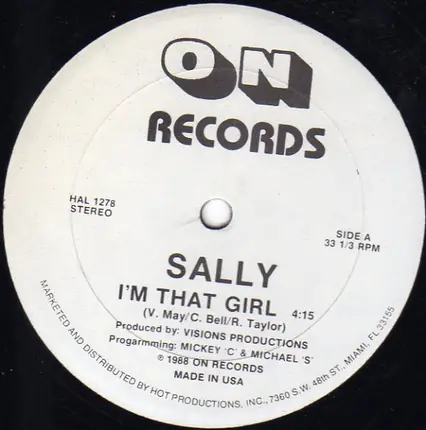 ON
RECORDS
HAL 1278
STEREO
SIDE A
33 1/3 RPM
SALLY
I'M THAT GIRL 4:15
(V. May/C. Bell/R. Taylor)
Produced by: VISIONS PRODUCTIONS
Progarmming: MICKEY 'C' & MICHAEL 'S'
℗ 1988 ON RECORDS
MADE IN USA
MARKETED AND DISTRIBUTED BY HOT PRODUCTIONS, INC., 7360 S.W. 48th ST., MIAMI, FL 33155